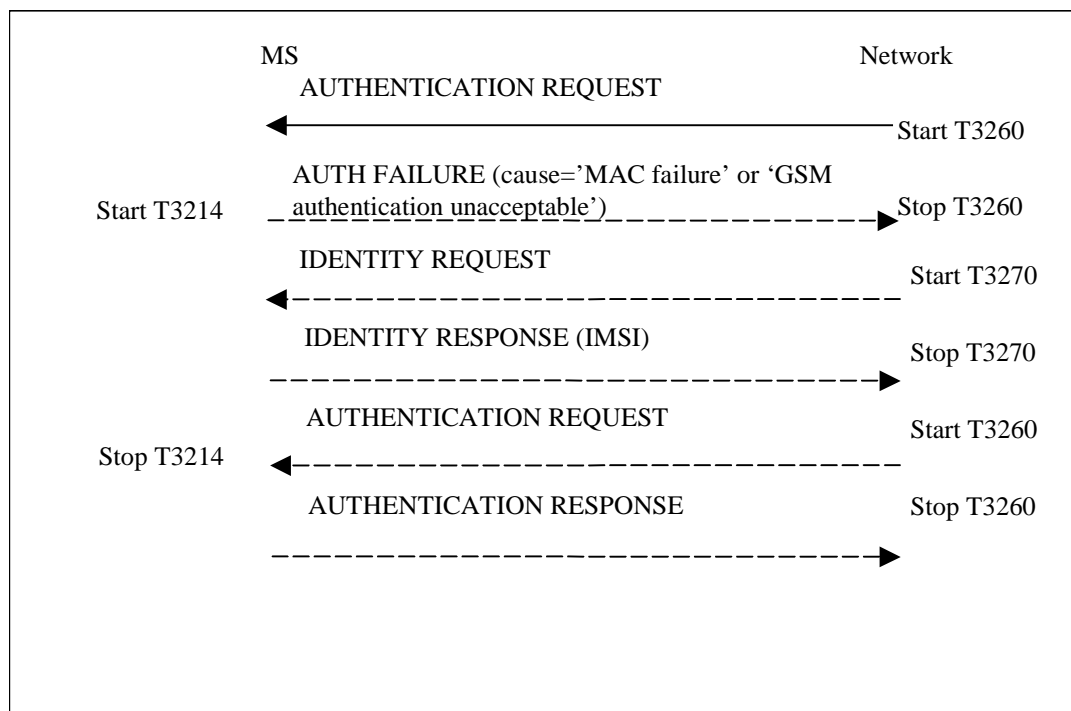 MS
Network
AUTHENTICATION REQUEST
Start T3260
AUTH FAILURE (cause=’MAC failure’ or ‘GSM
authentication unacceptable’)
Start T3214
Stop T3260
IDENTITY REQUEST
Start T3270
IDENTITY RESPONSE (IMSI)
Stop T3270
AUTHENTICATION REQUEST
Start T3260
Stop T3214
AUTHENTICATION RESPONSE
Stop T3260